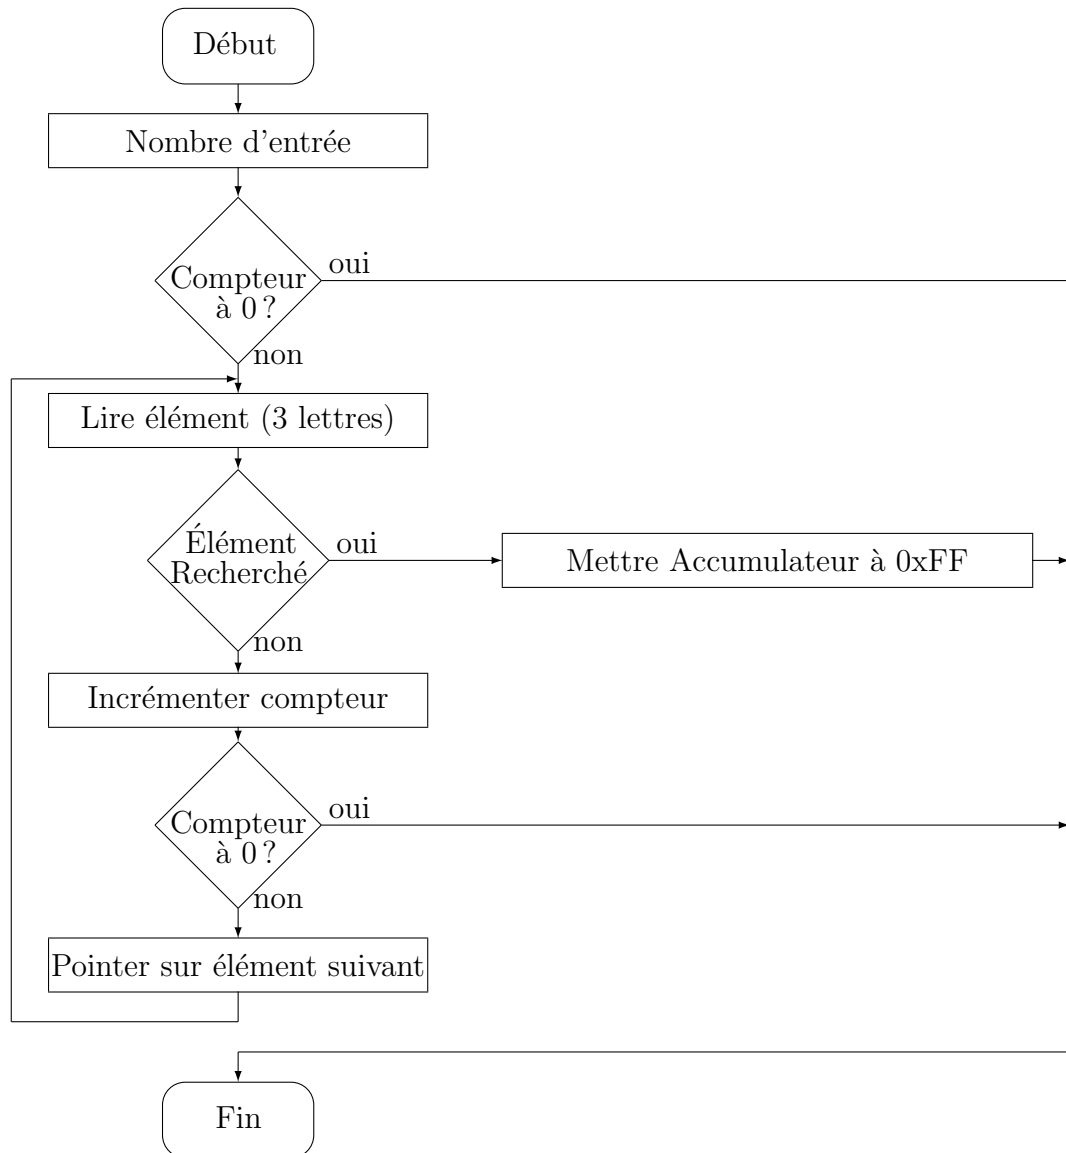 Début
Nombre d'entrée
Compteur
à 0 ?
oui
non
Lire élément (3 lettres)
Élément
Recherché
oui
Mettre Accumulateur à 0xFF
non
Incrémenter compteur
Compteur
à 0 ?
oui
non
Pointer sur élément suivant
Fin